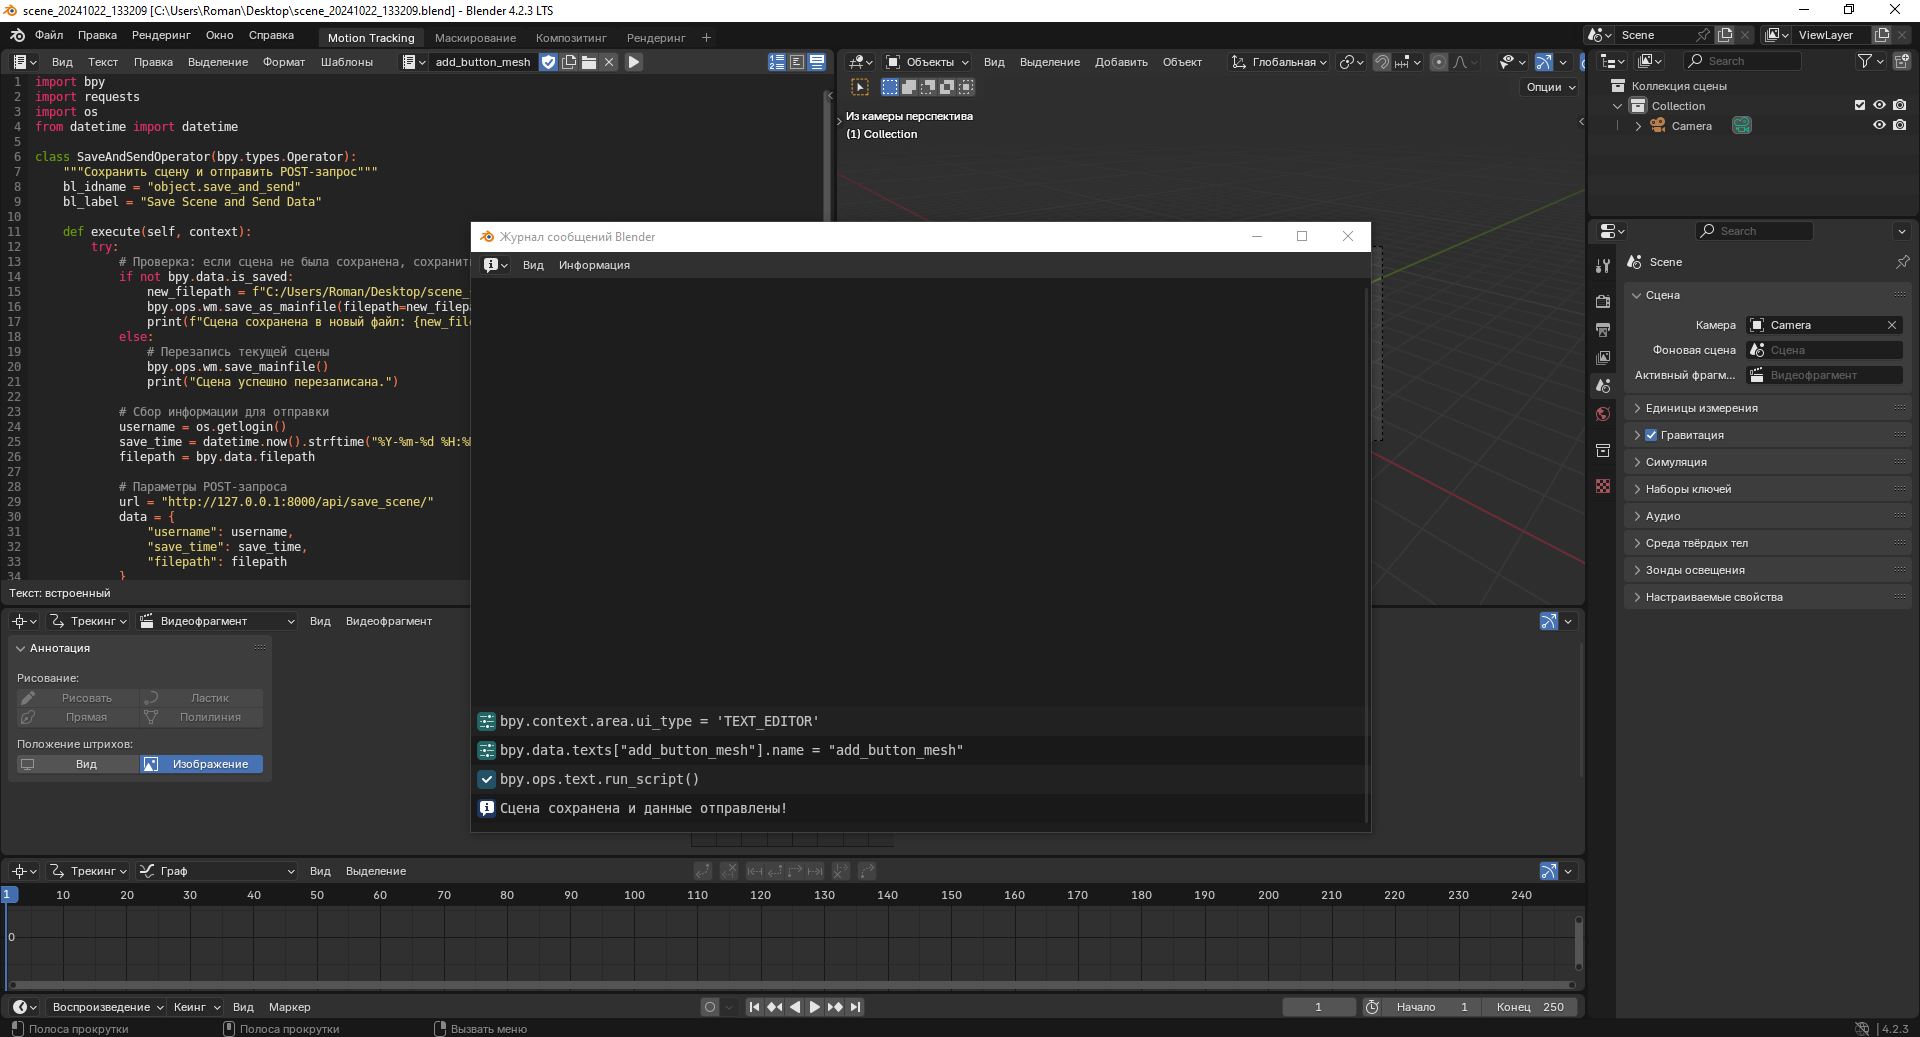 scene_20241022_133209 [C:\Users\Roman\Desktop\scene_20241022_133209.blend] - Blender 4.2.3 LTS
Файл Правка Рендеринг Окно Справка Motion Tracking Маскирование Композитинг Рендеринг + Scene ViewLayer
Вид Текст Правка Выделение Формат Шаблоны add_button_mesh
1 import bpy
2 import requests
3 import os
4 from datetime import datetime
5
6 class SaveAndSendOperator(bpy.types.Operator):
7 """Сохранить сцену и отправить POST-запрос"""
8 bl_idname = "object.save_and_send"
9 bl_label = "Save Scene and Send Data"
10
11 def execute(self, context):
12 try:
13 # Проверка: если сцена не была сохранена, сохранит
14 if not bpy.data.is_saved:
15 new_filepath = f"C:/Users/Roman/Desktop/scene_
16 bpy.ops.wm.save_as_mainfile(filepath=new_filepa
17 print(f"Сцена сохранена в новый файл: {new_file
18 else:
19 # Перезапись текущей сцены
20 bpy.ops.wm.save_mainfile()
21 print("Сцена успешно перезаписана.")
22
23 # Сбор информации для отправки
24 username = os.getlogin()
25 save_time = datetime.now().strftime("%Y-%m-%d %H:%
26 filepath = bpy.data.filepath
27
28 # Параметры POST-запроса
29 url = "http://127.0.0.1:8000/api/save_scene/"
30 data = {
31 "username": username,
32 "save_time": save_time,
33 "filepath": filepath
34 }
Текст: встроенный
Объекты Вид Выделение Добавить Объект Глобальная
Опции
Из камеры перспектива
(1) Collection
Журнал сообщений Blender
Вид Информация
bpy.context.area.ui_type = 'TEXT_EDITOR'
bpy.data.texts["add_button_mesh"].name = "add_button_mesh"
bpy.ops.text.run_script()
Сцена сохранена и данные отправлены!
Search
Коллекция сцены
Collection
Camera
Search
Scene
Сцена
Камера Camera
Фоновая сцена Сцена
Активный фрагм... Видеофрагмент
Единицы измерения
Гравитация
Симуляция
Наборы ключей
Аудио
Среда твёрдых тел
Зонды освещения
Настраиваемые свойства
Трекинг Видеофрагмент Вид Видеофрагмент
Аннотация
Рисование:
Рисовать Ластик
Прямая Полилиния
Положение штрихов:
Вид Изображение
Трекинг Граф Вид Выделение
1 10 20 30 40 50 60 70 80 90 100 110 120 130 140 150 160 170 180 190 200 210 220 230 240
0
Воспроизведение Кеинг Вид Маркер 1 Начало 1 Конец 250
Полоса прокрутки Полоса прокрутки Вызвать меню 4.2.3